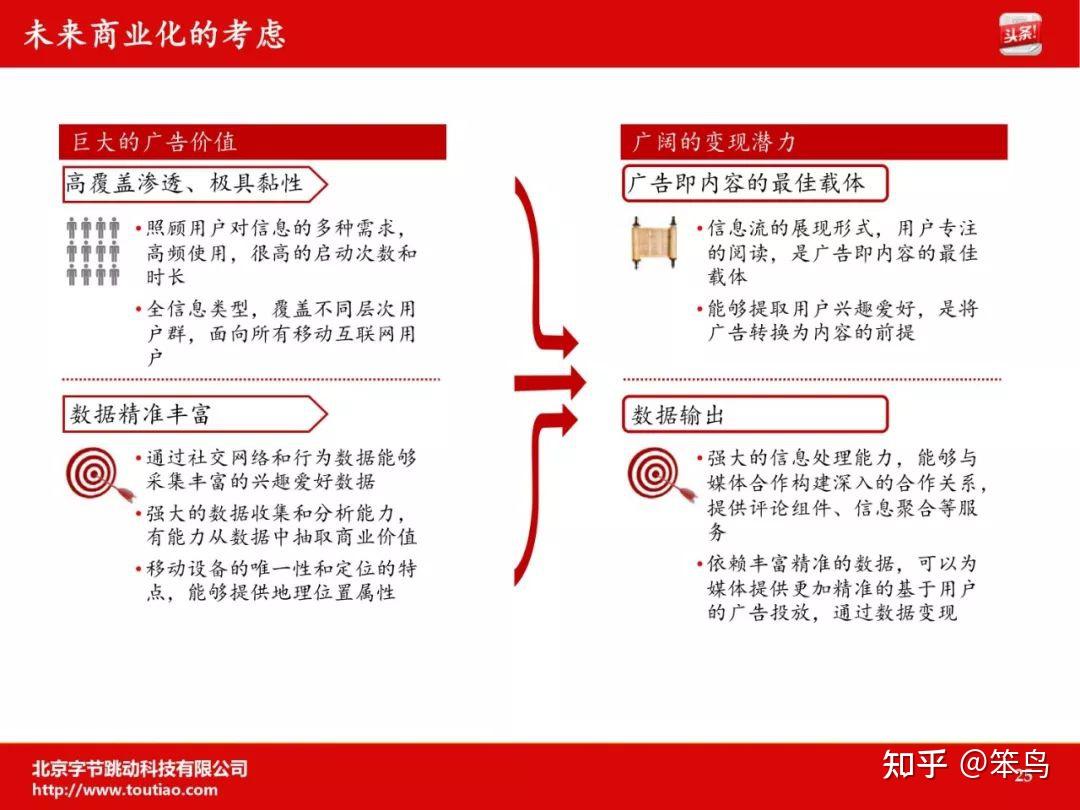 未来商业化的考虑
头条!
巨大的广告价值
高覆盖渗透、极具黏性
•照顾用户对信息的多种需求，
高频使用，很高的启动次数和
时长
•全信息类型，覆盖不同层次用
户群，面向所有移动互联网用
户
数据精准丰富
•通过社交网络和行为数据能够
采集丰富的兴趣爱好数据
•强大的数据收集和分析能力，
有能力从数据中抽取商业价值
•移动设备的唯一性和定位的特
点，能够提供地理位置属性
广阔的变现潜力
广告即内容的最佳载体
•信息流的展现形式，用户专注
的阅读，是广告即内容的最佳
载体
•能够提取用户兴趣爱好，是将
广告转换为内容的前提
数据输出
•强大的信息处理能力，能够与
媒体合作构建深入的合作关系，
提供评论组件、信息聚合等服
务
•依赖丰富精准的数据，可以为
媒体提供更加精准的基于用户
的广告投放，通过数据变现
北京字节跳动科技有限公司
http://www.toutiao.com
知乎 @笨鸟
25